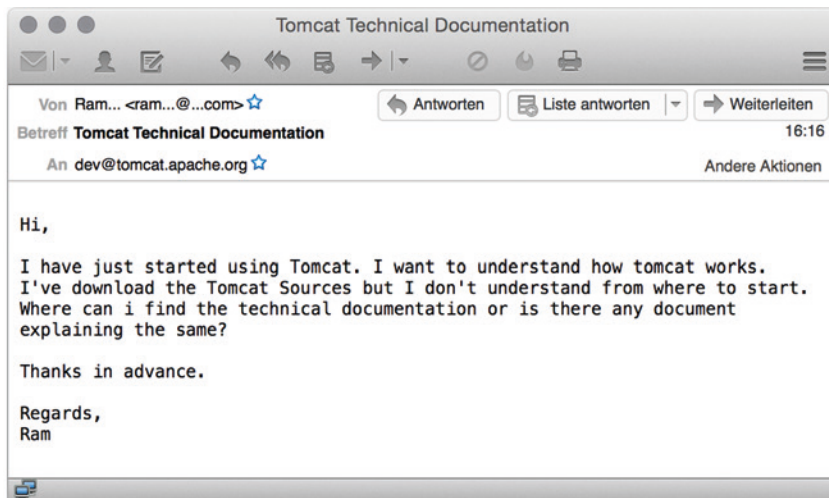 Tomcat Technical Documentation
Von Ram... <ram...@...com>
Antworten
Liste antworten
Weiterleiten
Betreff Tomcat Technical Documentation
16:16
An dev@tomcat.apache.org
Andere Aktionen
Hi,
I have just started using Tomcat. I want to understand how tomcat works.
I've download the Tomcat Sources but I don't understand from where to start.
Where can i find the technical documentation or is there any document
explaining the same?
Thanks in advance.
Regards,
Ram